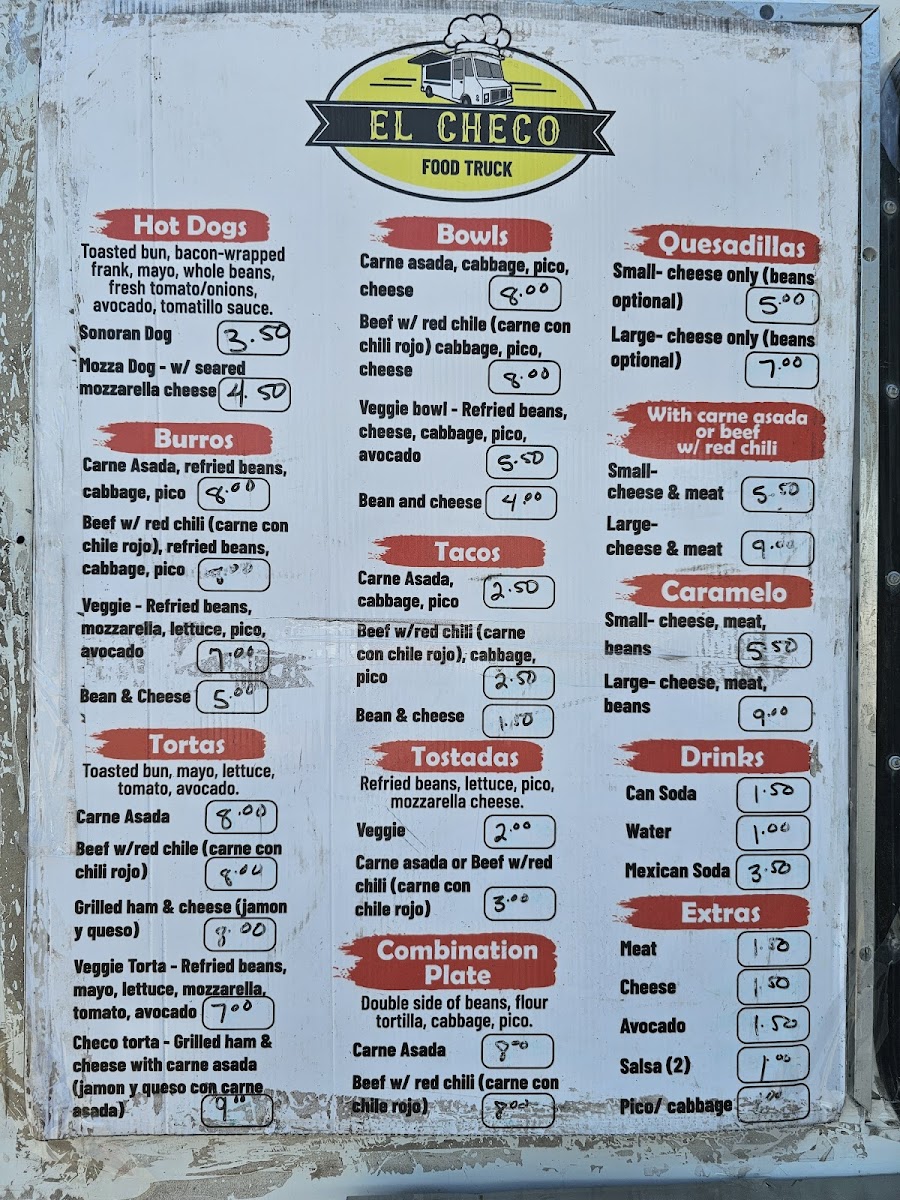 EL CHECO
FOOD TRUCK
Hot Dogs
Toasted bun, bacon-wrapped
frank, mayo, whole beans,
fresh tomato/onions,
avocado, tomatillo sauce.
Sonoran Dog 3.50
Mozza Dog - w/ seared
mozzarella cheese 4.50
Burros
Carne Asada, refried beans,
cabbage, pico 8.00
Beef w/ red chili (carne con
chile rojo), refried beans,
cabbage, pico 8.00
Veggie - Refried beans,
mozzarella, lettuce, pico,
avocado 7.00
Bean & Cheese 5.00
Tortas
Toasted bun, mayo, lettuce,
tomato, avocado.
Carne Asada 8.00
Beef w/red chile (carne con
chili rojo) 8.00
Grilled ham & cheese (jamon
y queso) 8.00
Veggie Torta - Refried beans,
mayo, lettuce, mozzarella,
tomato, avocado 7.00
Checo torta - Grilled ham &
cheese with carne asada
(jamon y queso con carne
asada) 9
Bowls
Carne asada, cabbage, pico,
cheese 8.00
Beef w/ red chile (carne con
chili rojo) cabbage, pico,
cheese 8.00
Veggie bowl - Refried beans,
cheese, cabbage, pico,
avocado 5.50
Bean and cheese 4.00
Tacos
Carne Asada, 2.50
cabbage, pico
Beef w/red chili (carne
con chile rojo), cabbage,
pico 2.50
Bean & cheese 1.50
Tostadas
Refried beans, lettuce, pico,
mozzarella cheese.
Veggie 2.00
Carne asada or Beef w/red
chili (carne con
chile rojo) 3.00
Combination
Plate
Double side of beans, flour
tortilla, cabbage, pico.
Carne Asada 8.00
Beef w/ red chili (carne con
chile rojo) 8.00
Quesadillas
Small- cheese only (beans
optional) 5.00
Large- cheese only (beans
optional) 7.00
With carne asada
or beef
w/ red chili
Small-
cheese & meat 5.50
Large-
cheese & meat 9.00
Caramelo
Small- cheese, meat,
beans 5.50
Large- cheese, meat,
beans 9.00
Drinks
Can Soda 1.50
Water 1.00
Mexican Soda 3.50
Extras
Meat 1.50
Cheese 1.50
Avocado 1.50
Salsa (2) 1.00
Pico/ cabbage